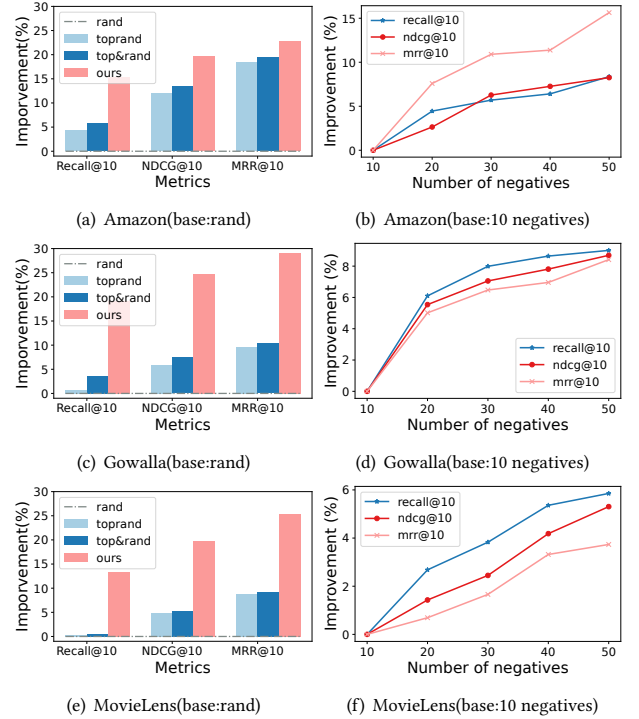 30
25
20
15
10
5
0
Imporvement(%)
rand
toprand
top&rand
ours
Recall@10 NDCG@10 MRR@10
Metrics
(a) Amazon(base:rand)
15
10
5
0
Imporvement (%)
recall@10
ndcg@10
mrr@10
10 20 30 40 50
Number of negatives
(b) Amazon(base:10 negatives)
30
25
20
15
10
5
0
Imporvement(%)
rand
toprand
top&rand
ours
Recall@10 NDCG@10 MRR@10
Metrics
(c) Gowalla(base:rand)
8
6
4
2
0
Improvement (%)
recall@10
ndcg@10
mrr@10
10 20 30 40 50
Number of negatives
(d) Gowalla(base:10 negatives)
30
25
20
15
10
5
0
Imporvement(%)
rand
toprand
top&rand
ours
Recall@10 NDCG@10 MRR@10
Metrics
(e) MovieLens(base:rand)
6
4
2
0
Improvement (%)
recall@10
ndcg@10
mrr@10
10 20 30 40 50
Number of negatives
(f) MovieLens(base:10 negatives)